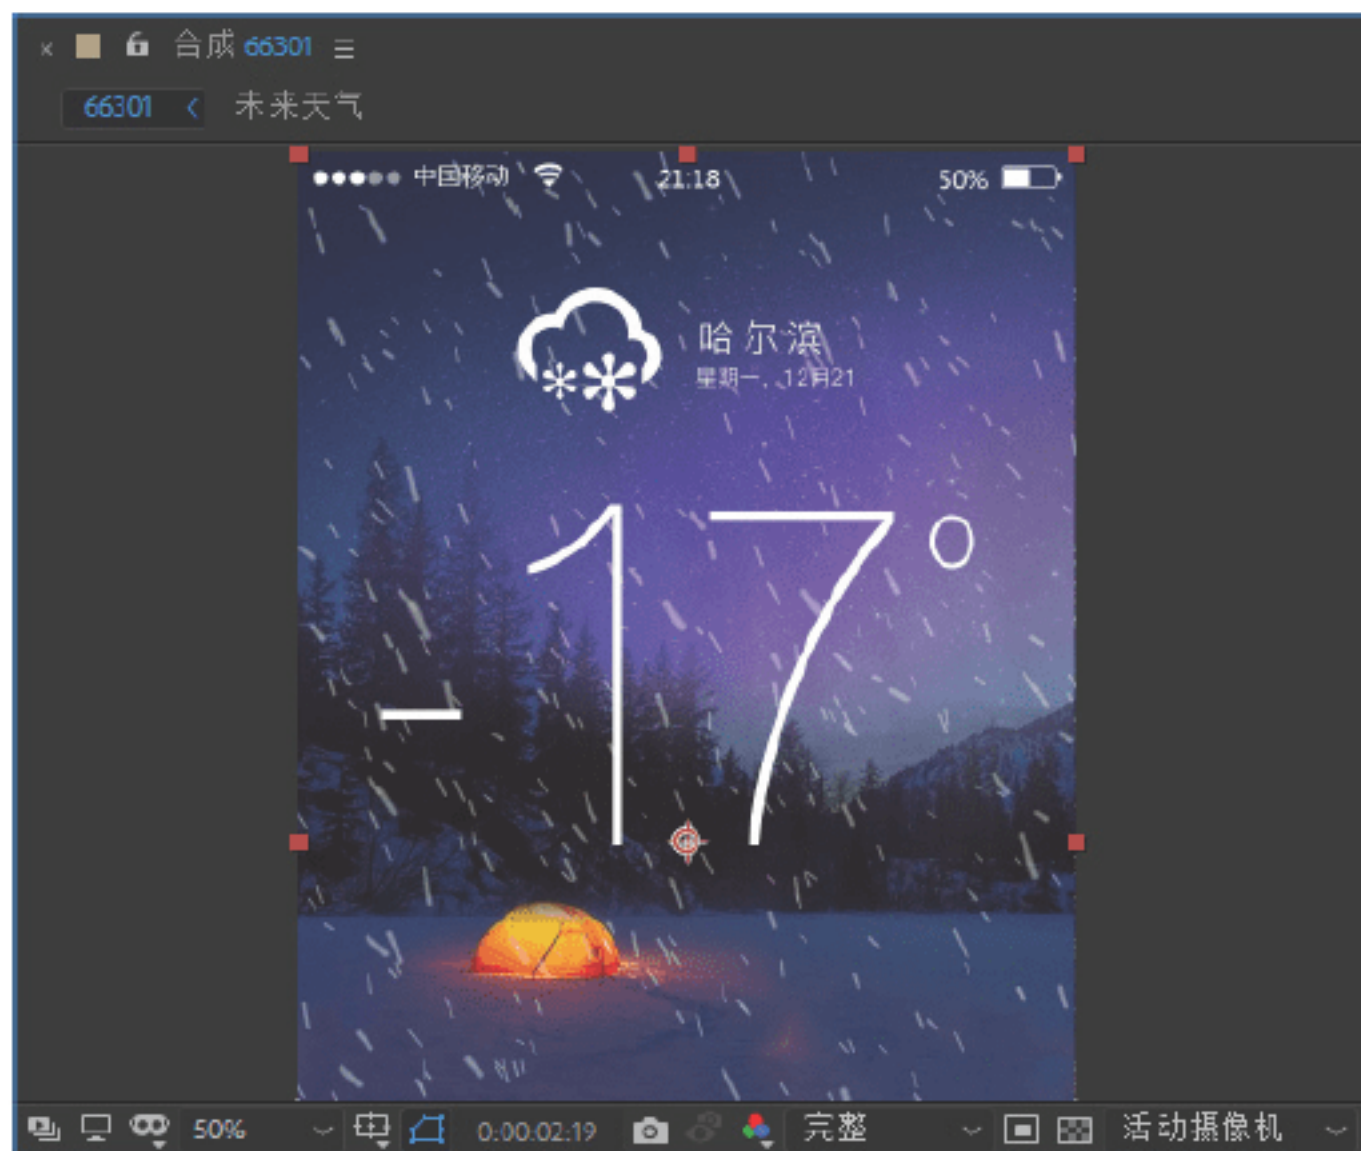 合成 66301
66301 未来天气
中国移动 21:18 50%
哈尔滨
星期一，12月21
-17°
50% 0:00:02:19 完整 活动摄像机